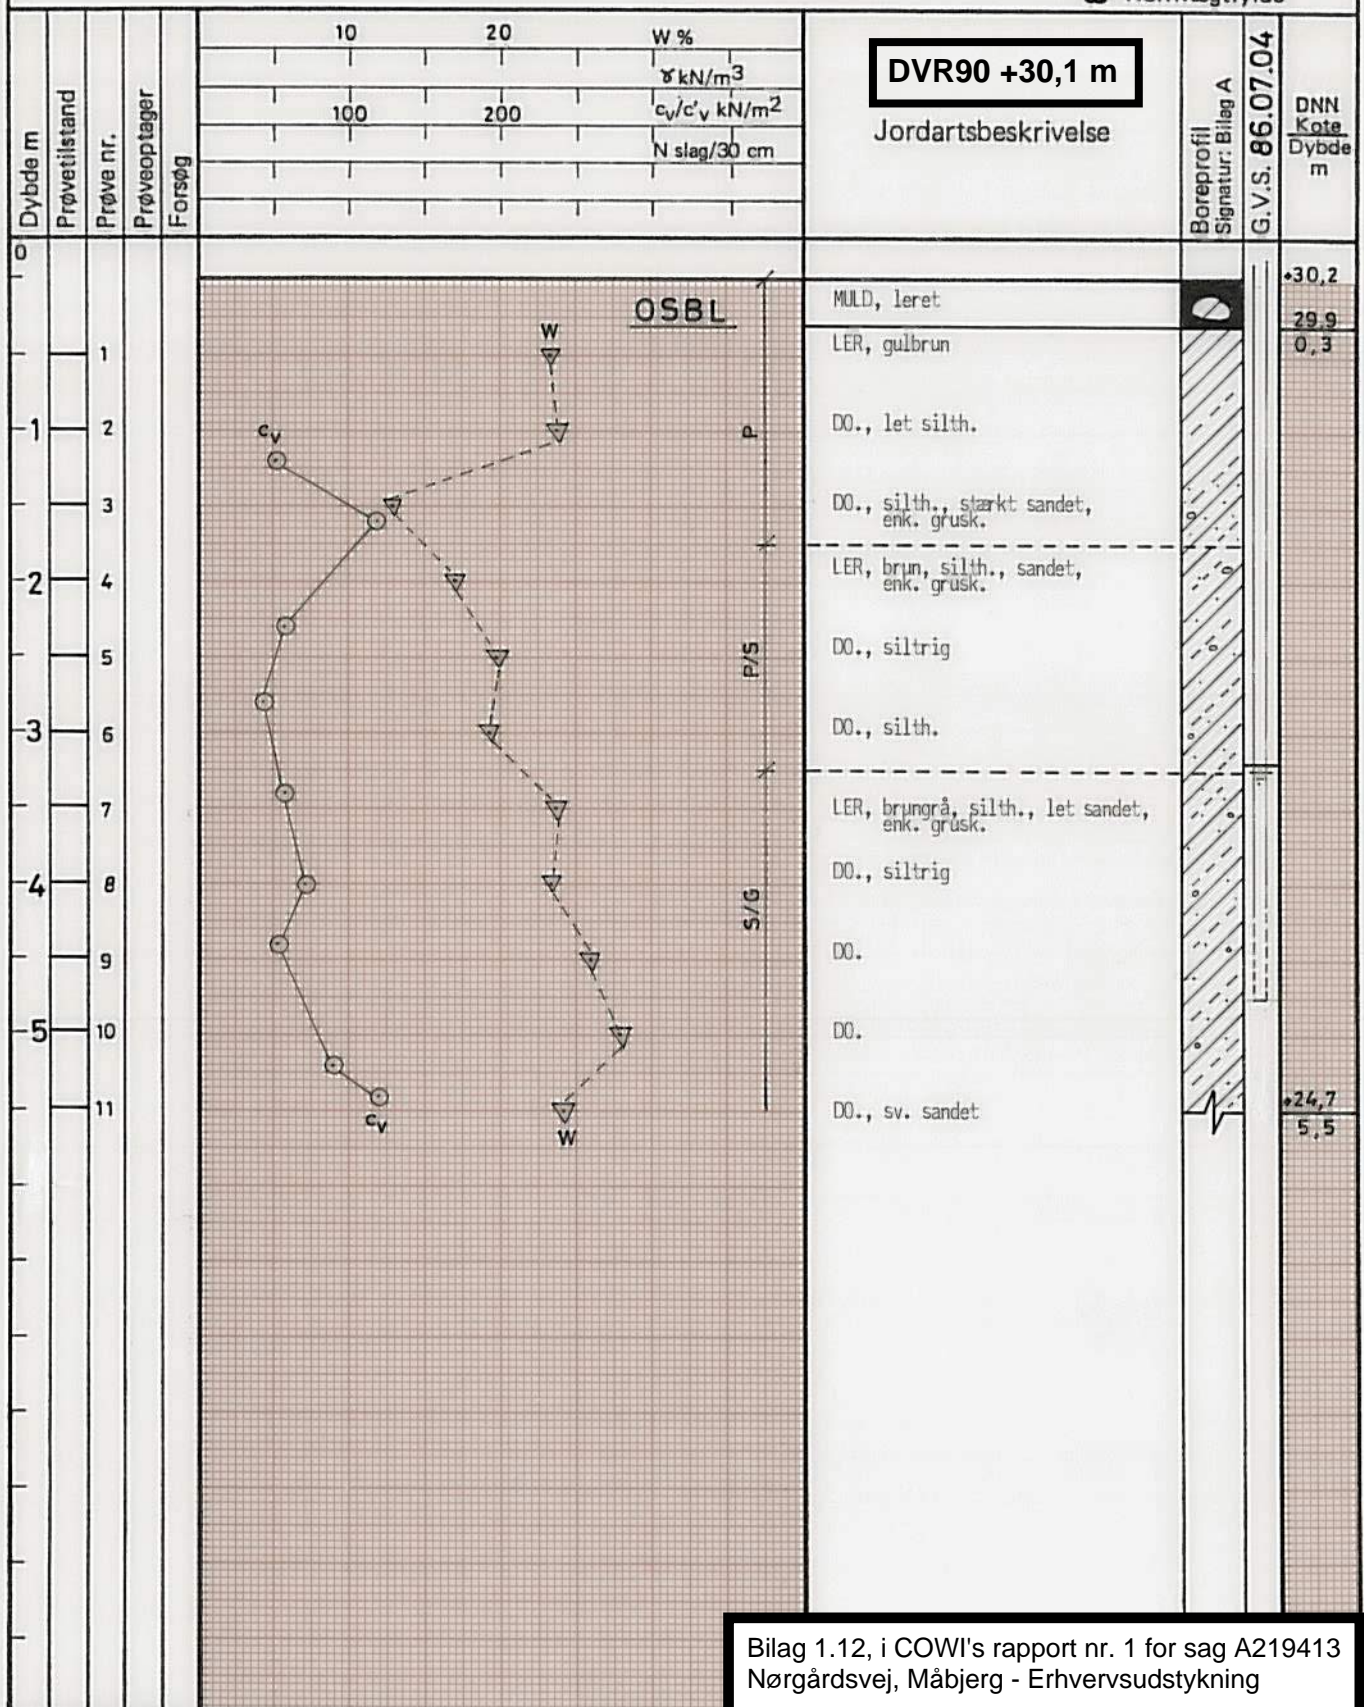 10 20 W %
γ kN/m3
100 200 cv/c'v kN/m2
N slag/30 cm
Dybde m
Prøvetilstand
Prøve nr.
Prøveoptager
Forsøg
DVR90 +30,1 m
Jordartsbeskrivelse
Boreprofil
Signatur: Bilag A
G.V.S. 86.07.04
DNN
Kote
Dybde
m
0
+30,2
OSBL
MULD, leret
29,9
0,3
W
1
LER, gulbrun
1
2
cv
P
DO., let silth.
3
DO., silth., stærkt sandet,
enk. grusk.
2
4
LER, brun, silth., sandet,
enk. grusk.
5
P/S
DO., siltrig
3
6
DO., silth.
7
LER, brungrå, silth., let sandet,
enk. grusk.
4
8
DO., siltrig
S/G
9
DO.
5
10
DO.
11
cv
W
DO., sv. sandet
+24,7
5,5
Bilag 1.12, i COWI's rapport nr. 1 for sag A219413
Nørgårdsvej, Måbjerg - Erhvervsudstykning